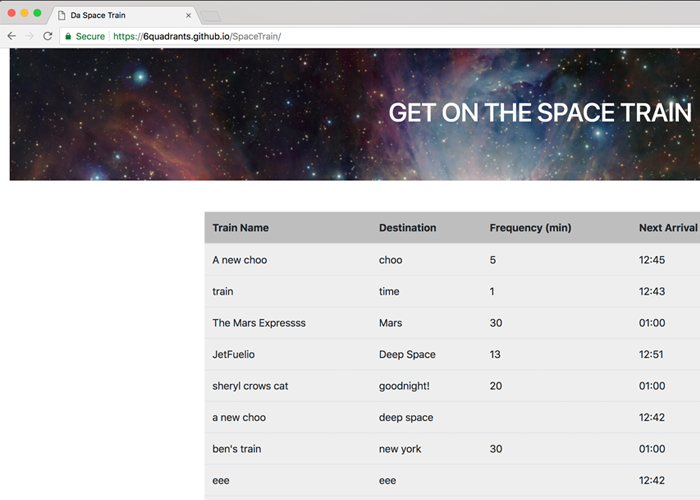 Da Space Train
Secure https://6quadrants.github.io/SpaceTrain/
GET ON THE SPACE TRAIN
Train Name Destination Frequency (min) Next Arrival
A new choo choo 5 12:45
train time 1 12:43
The Mars Expressss Mars 30 01:00
JetFuelio Deep Space 13 12:51
sheryl crows cat goodnight! 20 01:00
a new choo deep space 12:42
ben's train new york 30 01:00
eee eee 12:42